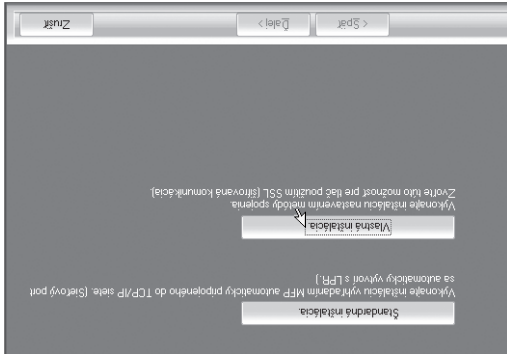 Štandardná inštalácia.
Vykonajte inštaláciu vyhľadaním MFP automaticky pripojeného do TCP/IP siete. (Sieťový port
sa automaticky vytvorí s LPR.)
Vlastná inštalácia.
Vykonajte inštaláciu nastavením metódy spojenia.
Zvoľte túto možnosť pre tlač použitím SSL (šifrovaná komunikácia).
< Späť
Ďalej >
Zrušiť